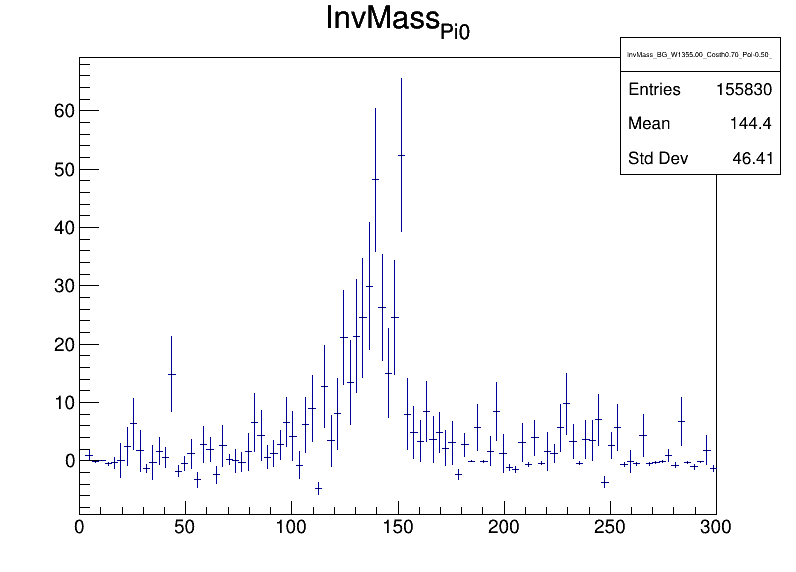 InvMassPi0
InvMass_BG_W1355.00_Costh0.70_Pol-0.50_
Entries 155830
Mean 144.4
Std Dev 46.41
60
50
40
30
20
10
0
0 50 100 150 200 250 300